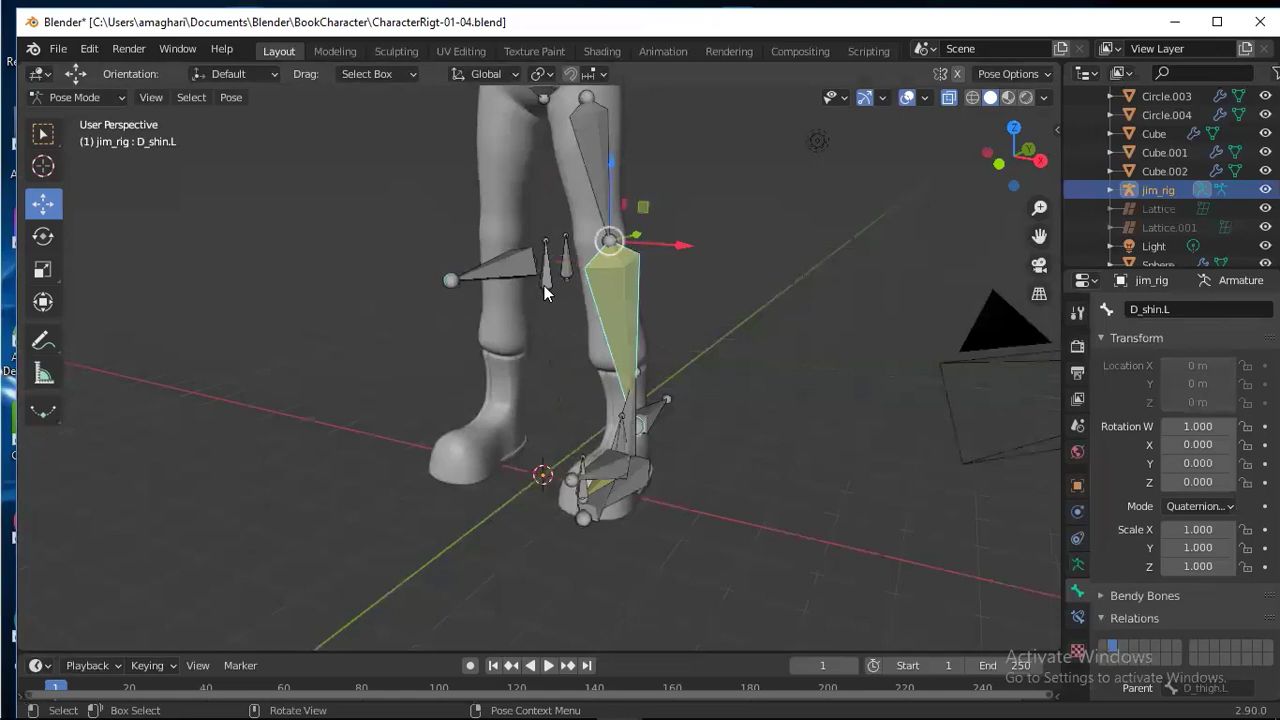 Blender* [C:\Users\amaghari\Documents\Blender\BookCharacter\CharacterRigt-01-04.blend]
File Edit Render Window Help
Layout Modeling Sculpting UV Editing Texture Paint Shading Animation Rendering Compositing Scripting
Scene View Layer
Orientation: Default Drag: Select Box Global X Pose Options
Pose Mode View Select Pose
User Perspective
(1) jim_rig : D_shin.L
Z
X
Circle.003
Circle.004
Cube
Cube.001
Cube.002
jim_rig
Lattice
Lattice.001
Light
Sphere
jim_rig Armature
D_shin.L
Transform
Location X 0 m
Y 0 m
Z 0 m
Rotation W 1.000
X 0.000
Y 0.000
Z 0.000
Mode Quaternion...
Scale X 1.000
Y 1.000
Z 1.000
Bendy Bones
Relations
Activate Windows
Go to Settings to activate Windows.
Parent D_thigh.L
Playback Keying View Marker 1 Start 1 End 250
1 20 40 60 80 100 120 140 160 180 200 220 240
Select Box Select Rotate View Pose Context Menu 2.90.0